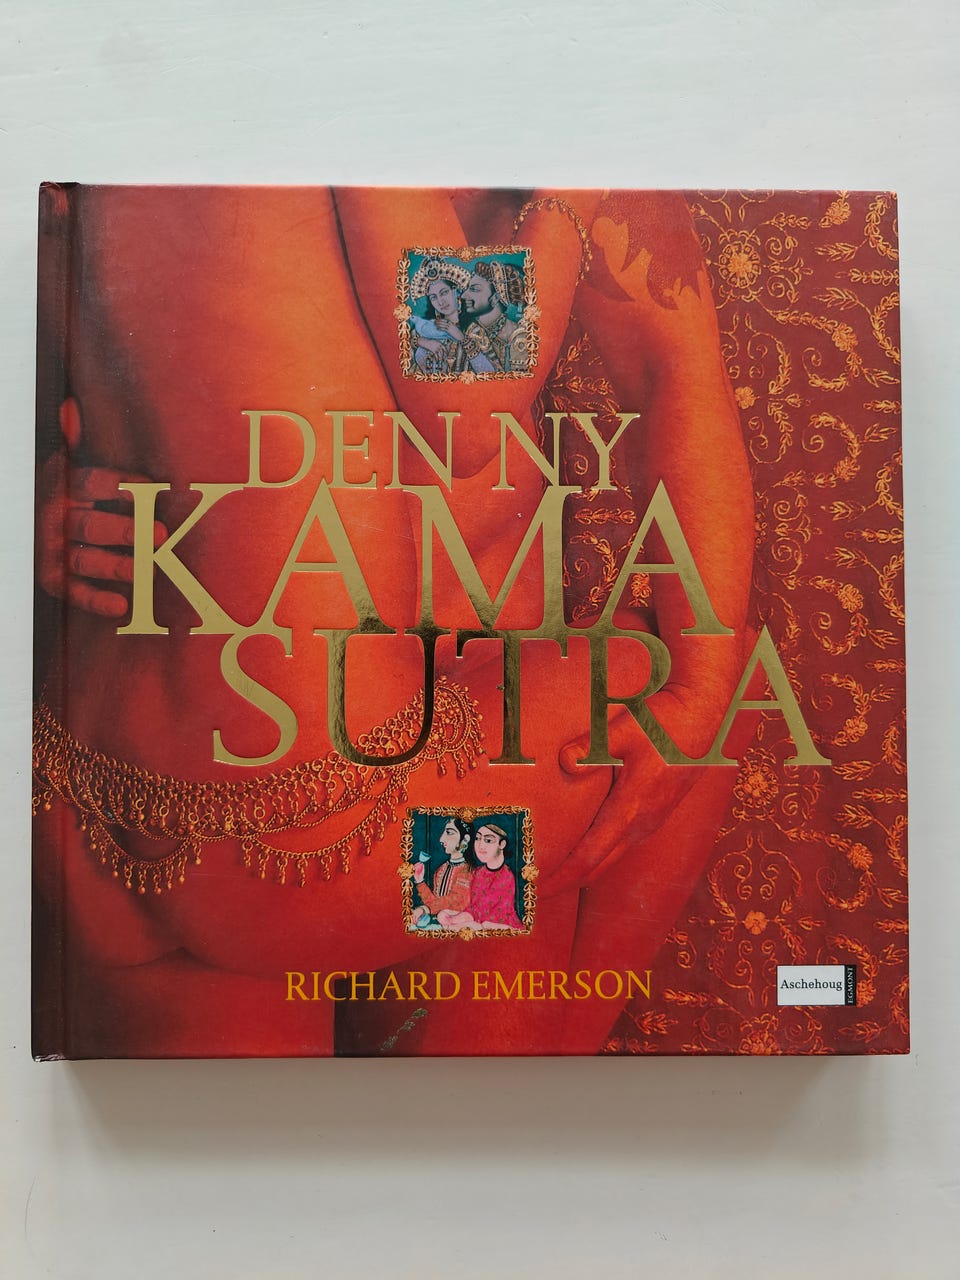 DEN NY
KAMA
SUTRA
RICHARD EMERSON
Aschehoug
EGMONT